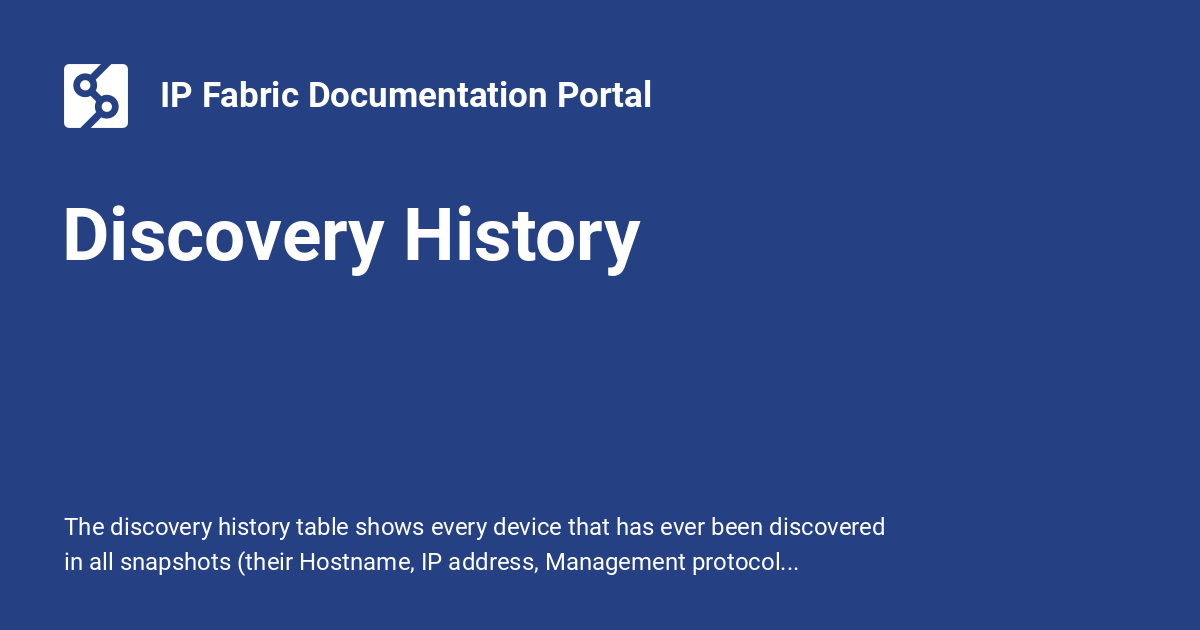 IP Fabric Documentation Portal
Discovery History
The discovery history table shows every device that has ever been discovered
in all snapshots (their Hostname, IP address, Management protocol...